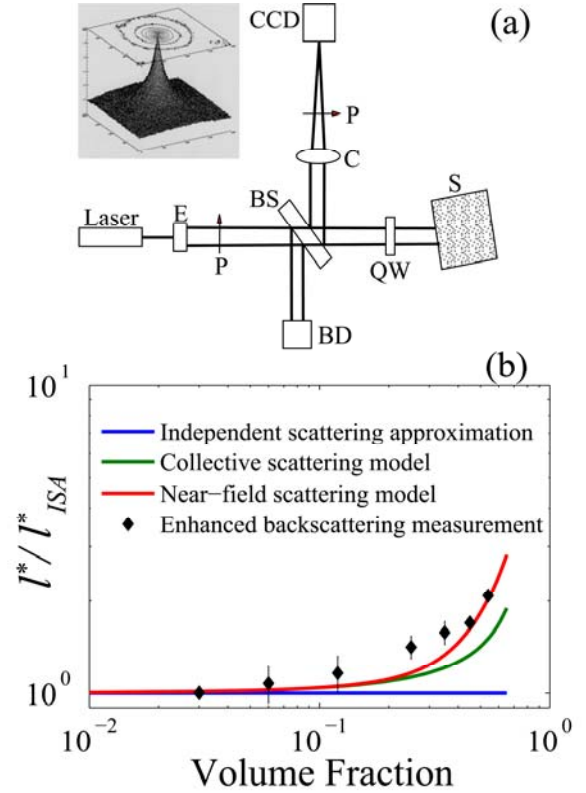 (a)
CCD
P
C
BS
S
Laser
E
P
QW
BD
(b)
10^1
Independent scattering approximation
Collective scattering model
Near-field scattering model
Enhanced backscattering measurement
l*/ l*_ISA
10^0
10^-2
10^-1
10^0
Volume Fraction